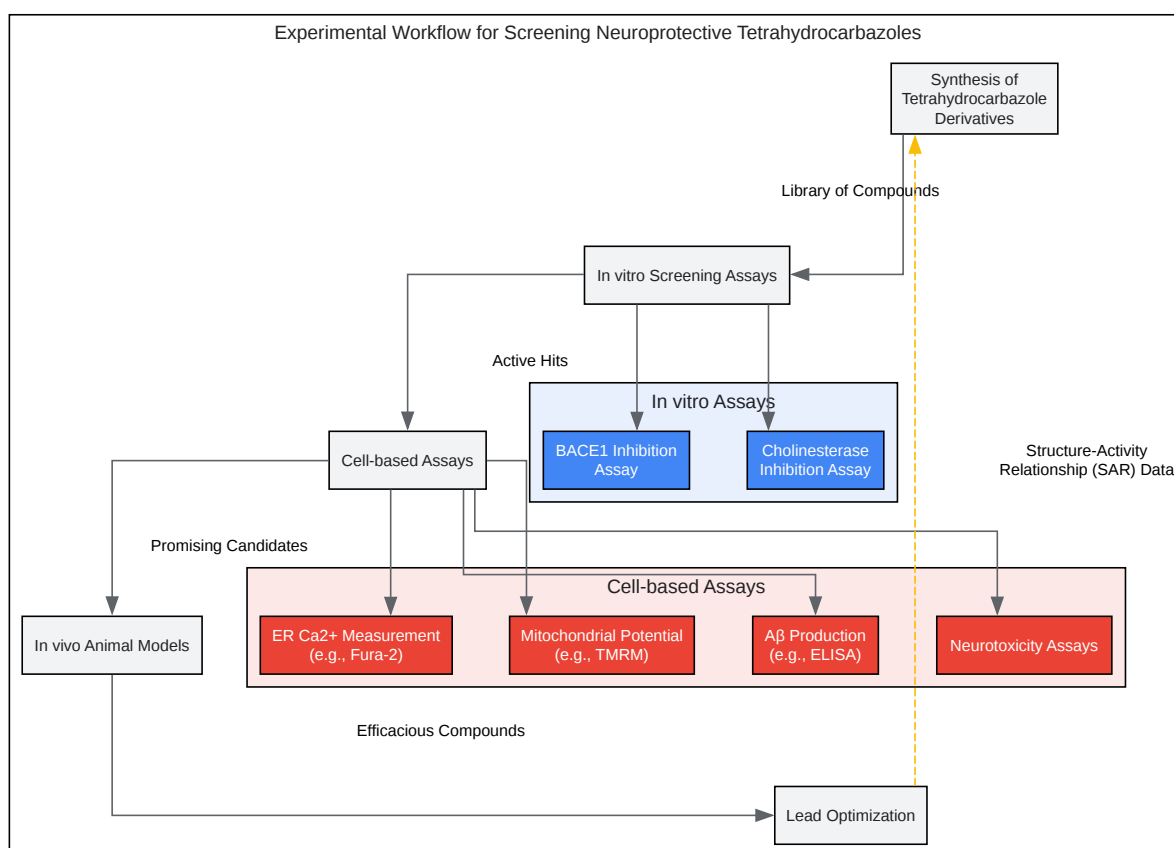 Experimental Workflow for Screening Neuroprotective Tetrahydrocarbazoles
Synthesis of
Tetrahydrocarbazole
Derivatives
Library of Compounds
In vitro Screening Assays
Active Hits
In vitro Assays
BACE1 Inhibition
Assay
Cholinesterase
Inhibition Assay
Cell-based Assays
Structure-Activity
Relationship (SAR) Data
Promising Candidates
Cell-based Assays
In vivo Animal Models
ER Ca2+ Measurement
(e.g., Fura-2)
Mitochondrial Potential
(e.g., TMRM)
Aβ Production
(e.g., ELISA)
Neurotoxicity Assays
Efficacious Compounds
Lead Optimization